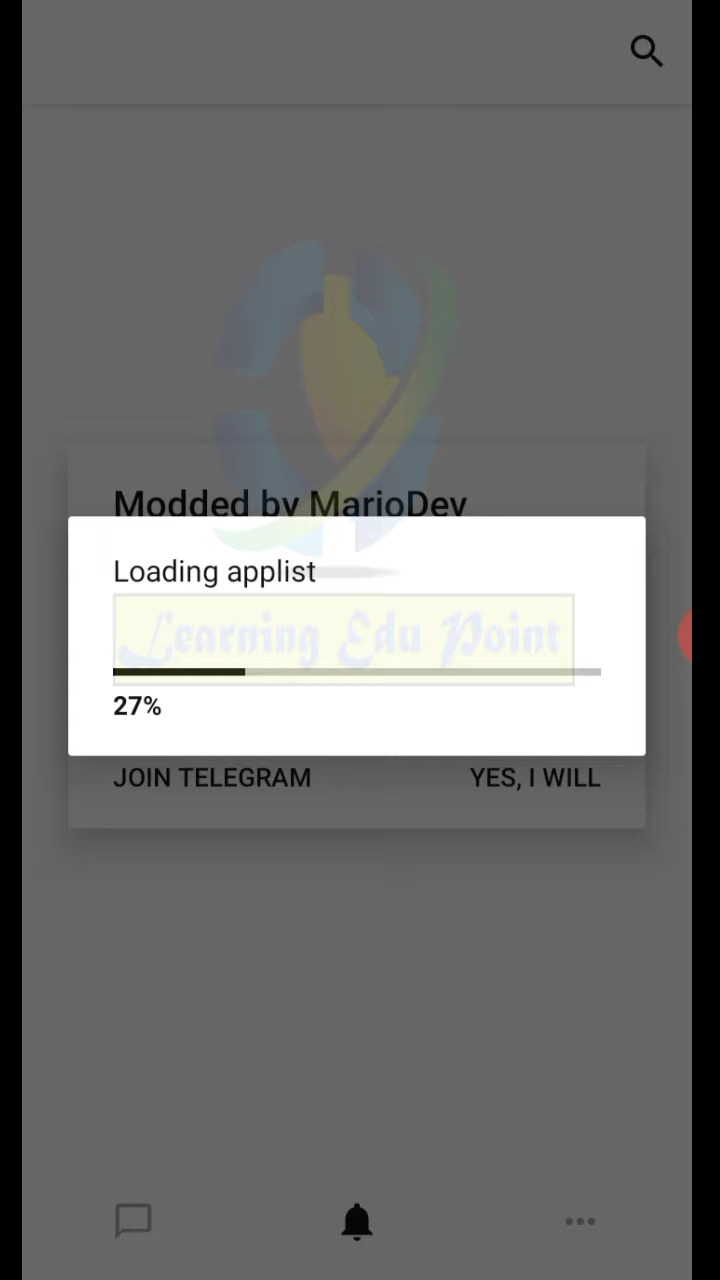 Modded by MarioDev
Loading applist
Learning Edu Point
27%
JOIN TELEGRAM
YES, I WILL